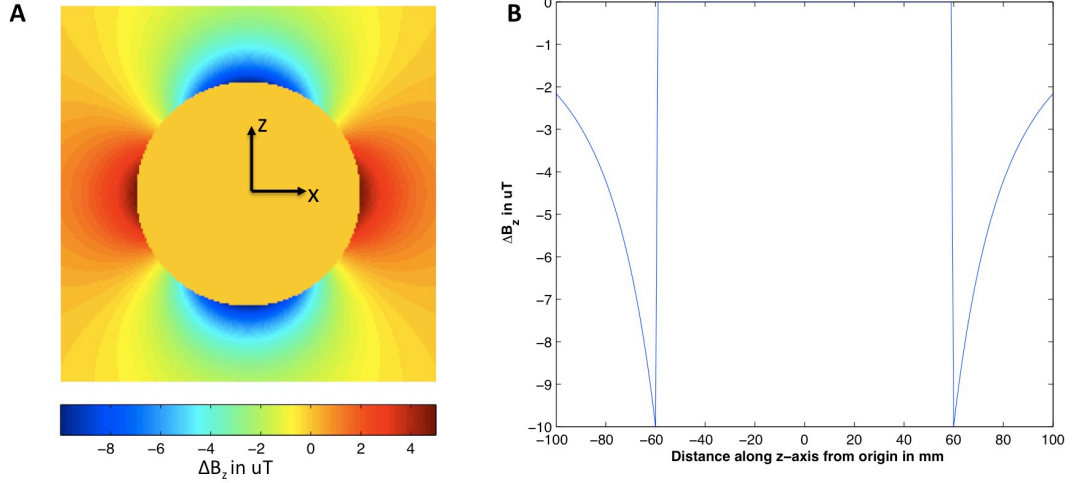 A
Z
X
−8 −6 −4 −2 0 2 4
ΔBz in uT
B
0
−1
−2
−3
−4
−5
−6
−7
−8
−9
−10
ΔBz in uT
−100 −80 −60 −40 −20 0 20 40 60 80 100
Distance along z−axis from origin in mm